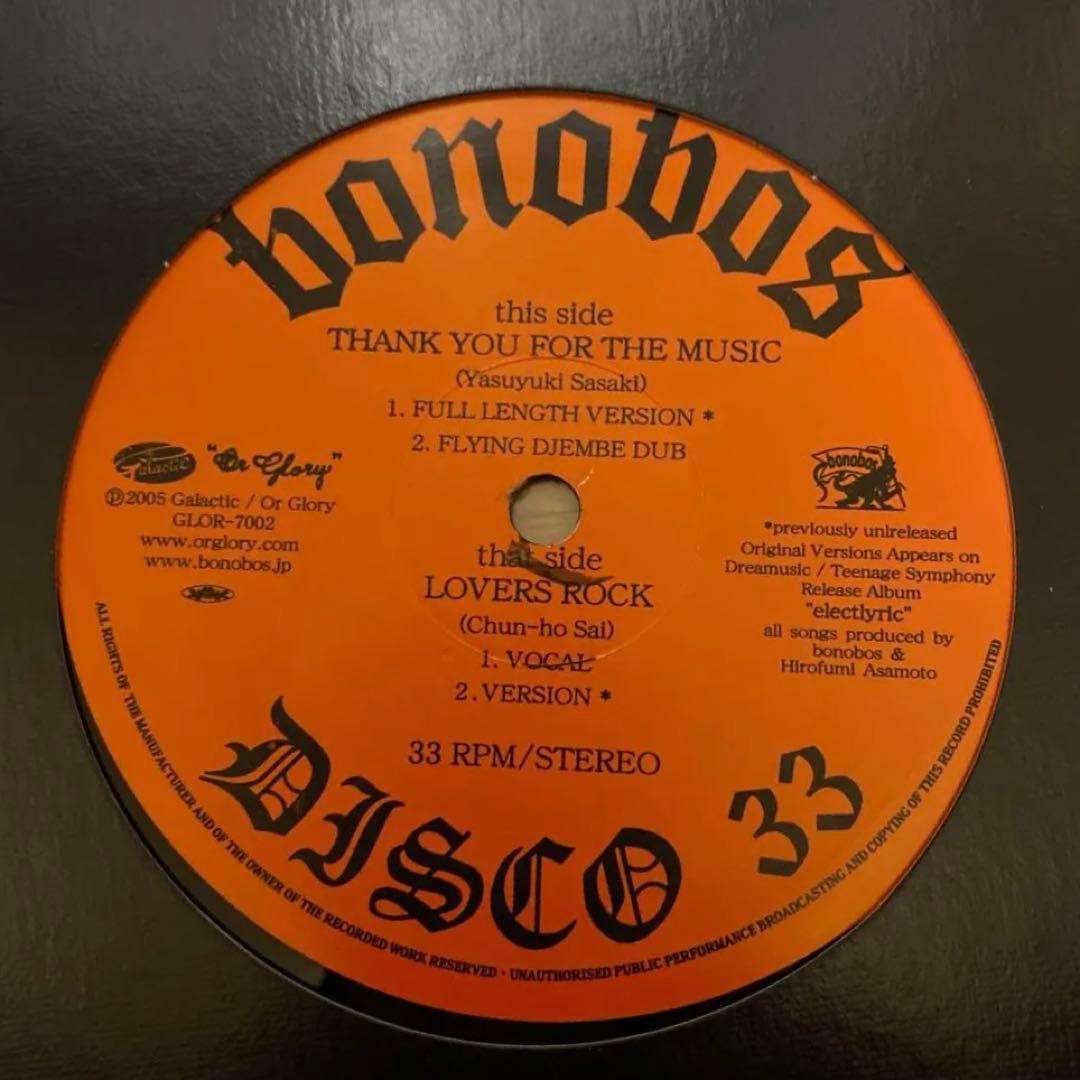 bonobos
this side
THANK YOU FOR THE MUSIC
(Yasuyuki Sasaki)
1. FULL LENGTH VERSION *
2. FLYING DJEMBE DUB
Galactic "Or Glory"
℗2005 Galactic / Or Glory
GLOR-7002
www.orglory.com
www.bonobos.jp
bonobos
*previously unlreleased
Original Versions Appears on
Dreamusic / Teenage Symphony
Release Album
"electlyric"
all songs produced by
bonobos &
Hirofumi Asamoto
that side
LOVERS ROCK
(Chun-ho Sai)
1. VOCAL
2. VERSION *
33 RPM/STEREO
DISCO 33
ALL RIGHTS OF THE MANUFACTURER AND OF THE OWNER OF THE RECORDED WORK RESERVED · UNAUTHORISED PUBLIC PERFORMANCE BROADCASTING AND COPYING OF THIS RECORD PROHIBITED